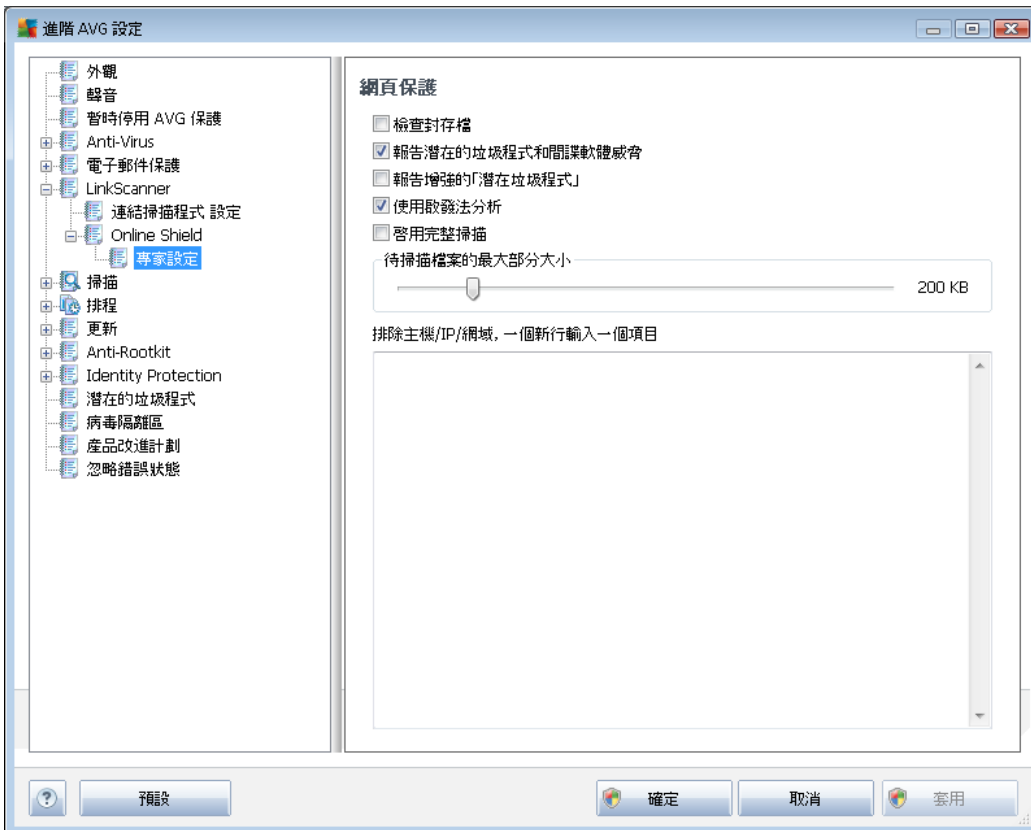 進階 AVG 設定
外觀
聲音
暫時停用 AVG 保護
Anti-Virus
電子郵件保護
LinkScanner
連結掃描程式 設定
Online Shield
專家設定
掃描
排程
更新
Anti-Rootkit
Identity Protection
潛在的垃圾程式
病毒隔離區
產品改進計劃
忽略錯誤狀態
網頁保護
檢查封存檔
報告潛在的垃圾程式和間諜軟體威脅
報告增強的「潛在垃圾程式」
使用啟發法分析
啓用完整掃描
待掃描檔案的最大部分大小
200 KB
排除主機/IP/網域, 一個新行輸入一個項目
?
預設
確定
取消
套用